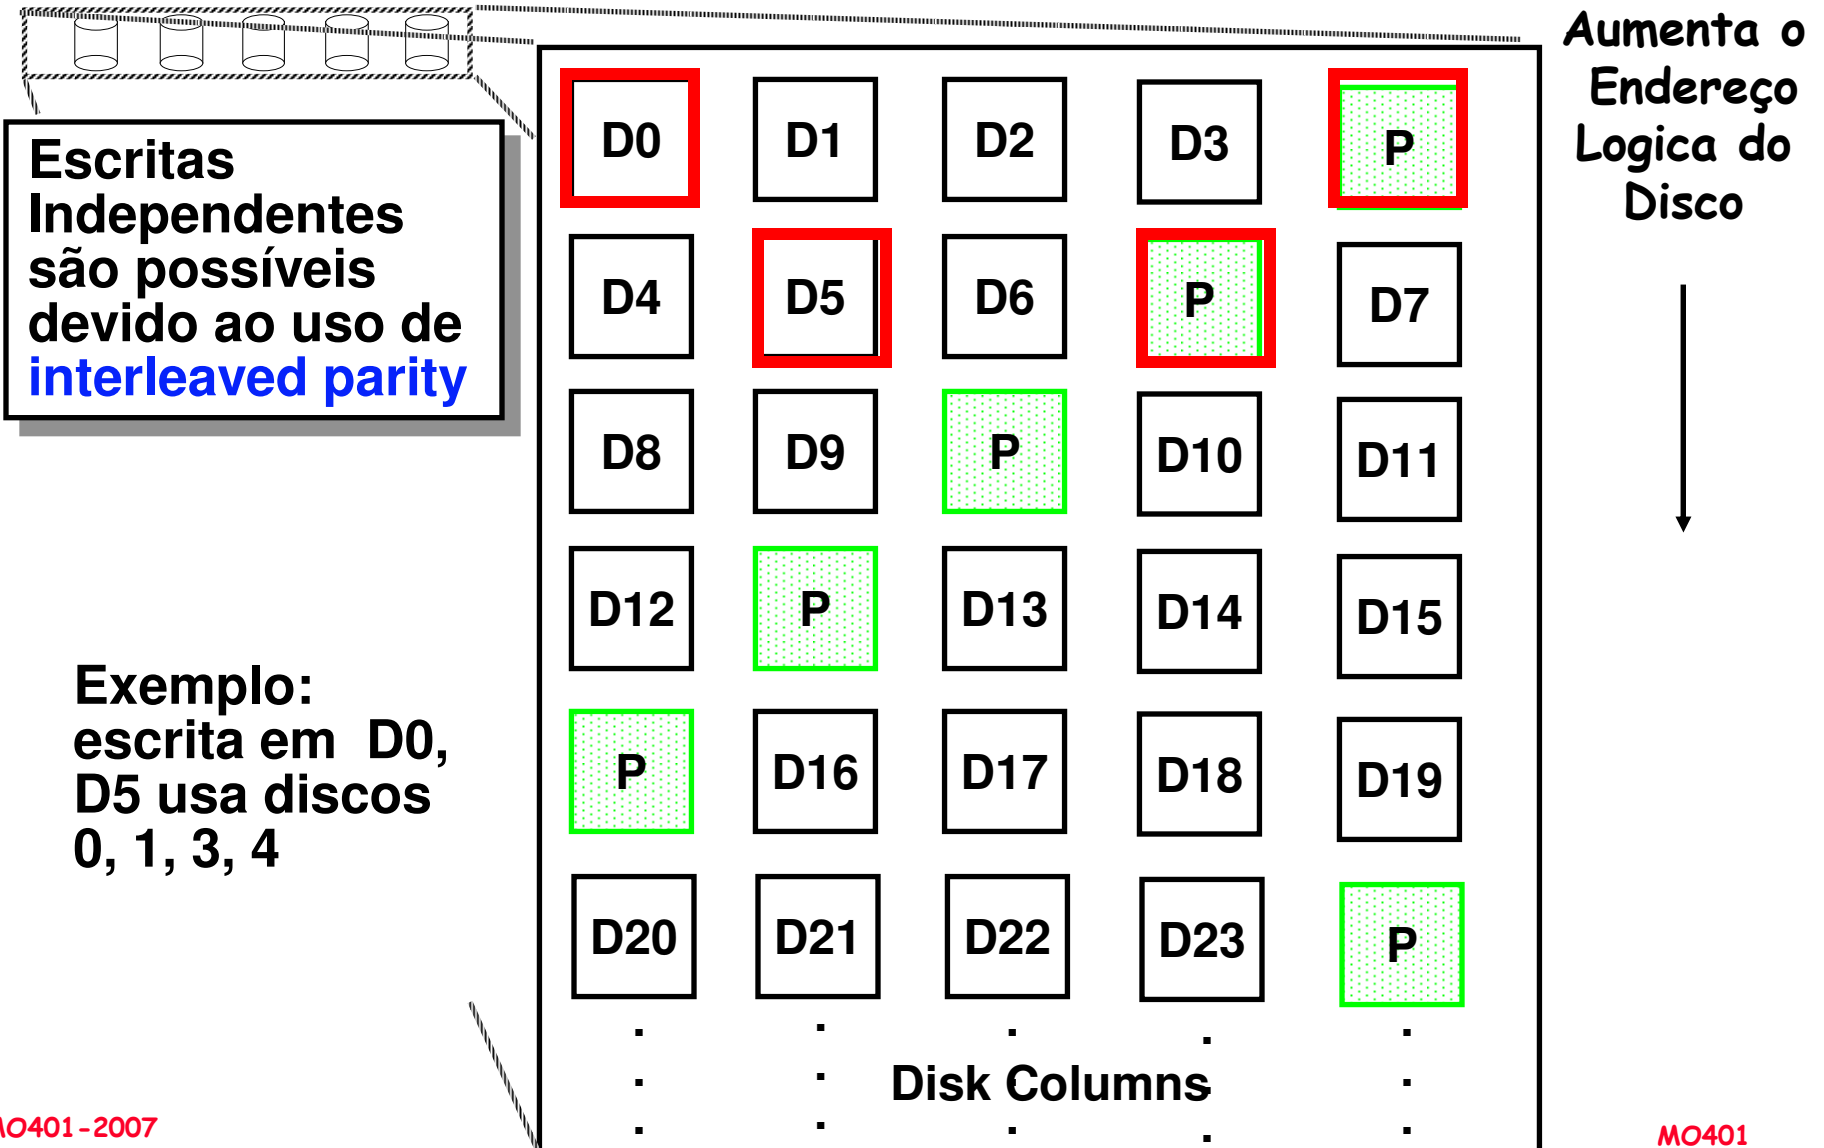 Aumenta o
Endereço
Logica do
Disco
Escritas
Independentes
são possíveis
devido ao uso de
interleaved parity
D0 D1 D2 D3 P
D4 D5 D6 P D7
D8 D9 P D10 D11
D12 P D13 D14 D15
P D16 D17 D18 D19
D20 D21 D22 D23 P
Exemplo:
escrita em D0,
D5 usa discos
0, 1, 3, 4
Disk Columns
MO401-2007
MO401